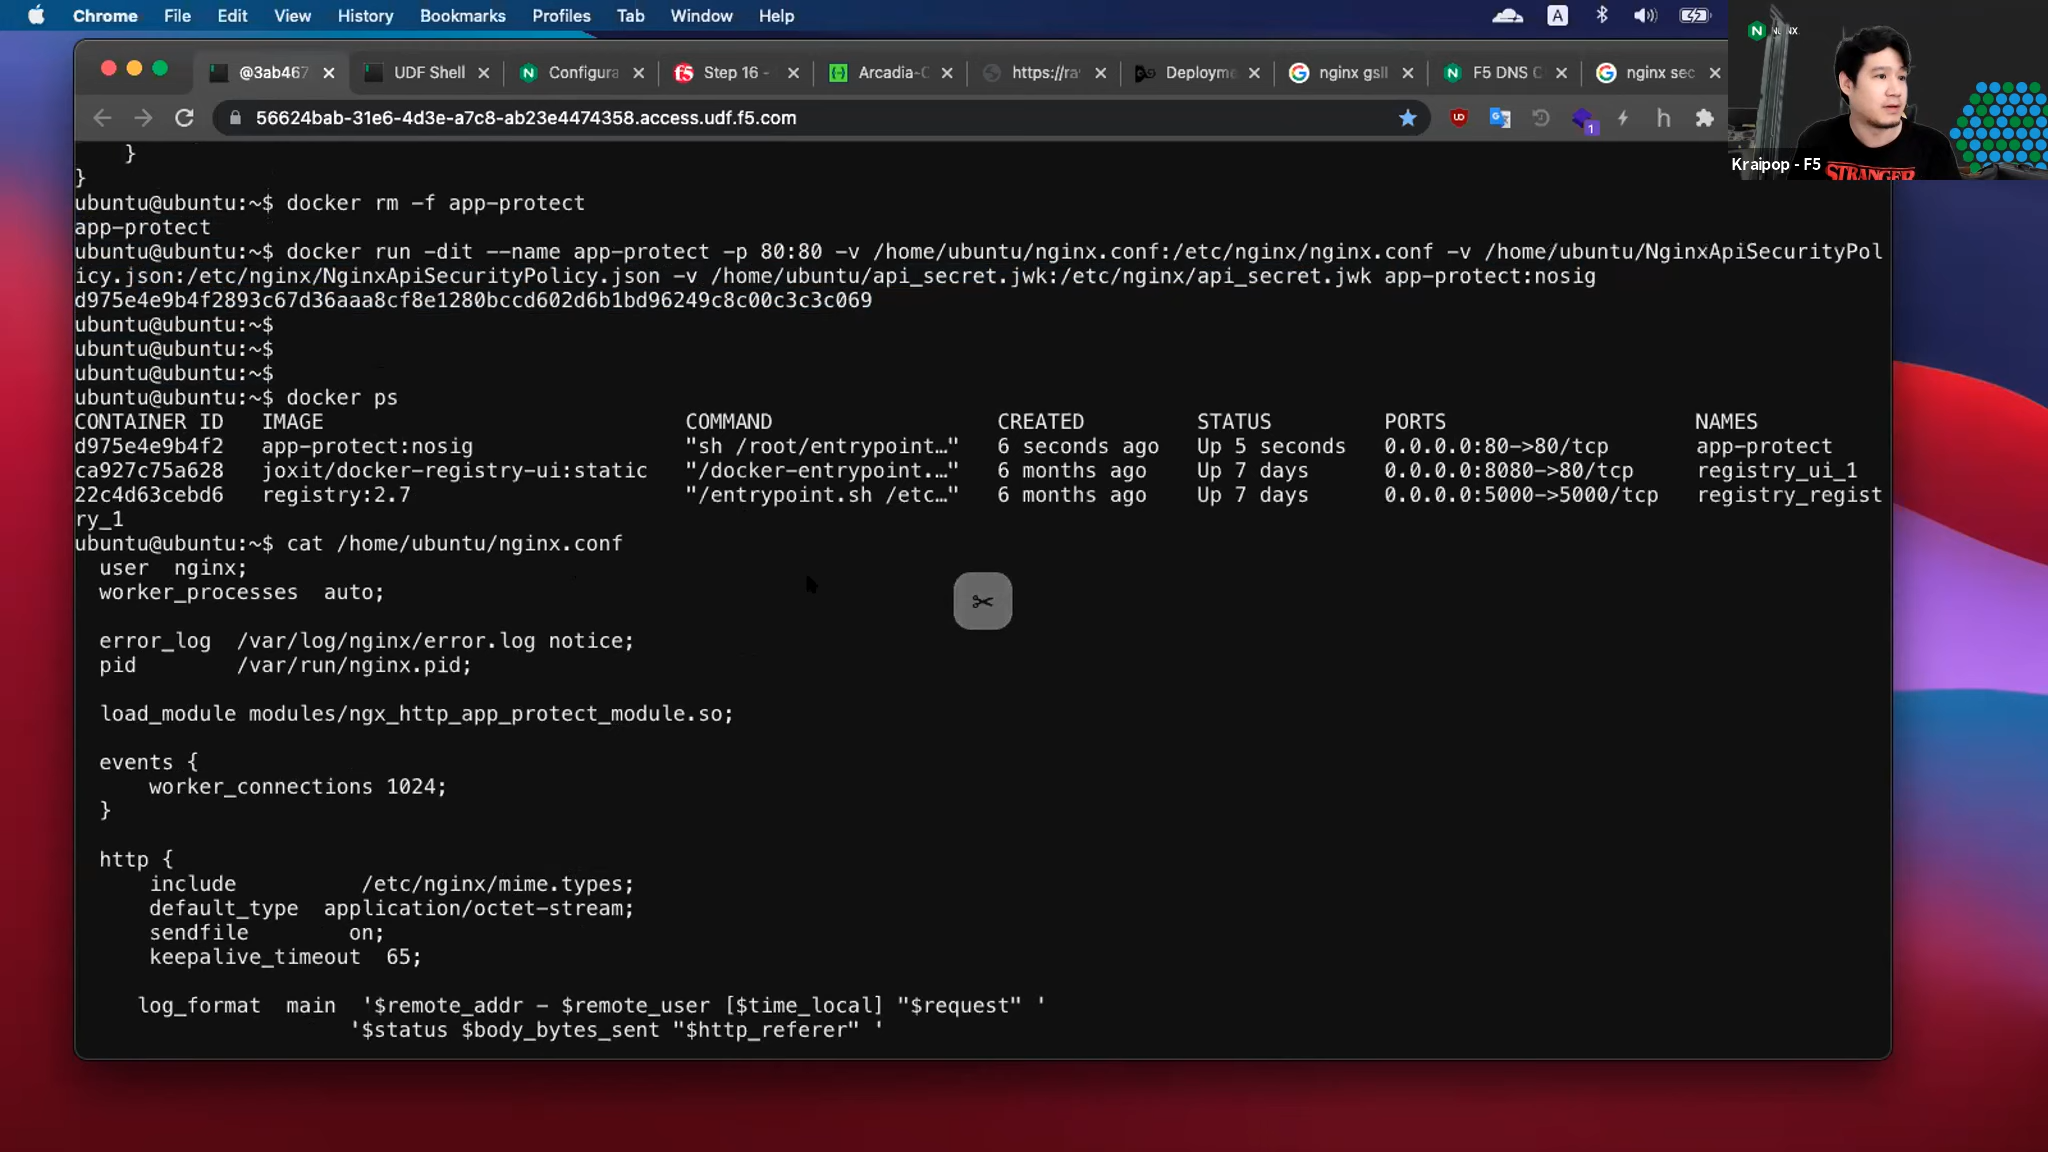 Chrome File Edit View History Bookmarks Profiles Tab Window Help
A
@3ab467 UDF Shell Configura Step 16 - Arcadia-C https://ra Deploym nginx gsll F5 DNS C nginx sec
56624bab-31e6-4d3e-a7c8-ab23e4474358.access.udf.f5.com
1
Kraipop - F5
STRANGER
}
}
ubuntu@ubuntu:~$ docker rm -f app-protect
app-protect
ubuntu@ubuntu:~$ docker run -dit --name app-protect -p 80:80 -v /home/ubuntu/nginx.conf:/etc/nginx/nginx.conf -v /home/ubuntu/NginxApiSecurityPol
icy.json:/etc/nginx/NginxApiSecurityPolicy.json -v /home/ubuntu/api_secret.jwk:/etc/nginx/api_secret.jwk app-protect:nosig
d975e4e9b4f2893c67d36aaa8cf8e1280bccd602d6b1bd96249c8c00c3c3c069
ubuntu@ubuntu:~$
ubuntu@ubuntu:~$
ubuntu@ubuntu:~$
ubuntu@ubuntu:~$ docker ps
CONTAINER ID IMAGE COMMAND CREATED STATUS PORTS NAMES
d975e4e9b4f2 app-protect:nosig "sh /root/entrypoint…" 6 seconds ago Up 5 seconds 0.0.0.0:80->80/tcp app-protect
ca927c75a628 joxit/docker-registry-ui:static "/docker-entrypoint.…" 6 months ago Up 7 days 0.0.0.0:8080->80/tcp registry_ui_1
22c4d63cebd6 registry:2.7 "/entrypoint.sh /etc…" 6 months ago Up 7 days 0.0.0.0:5000->5000/tcp registry_regist
ry_1
ubuntu@ubuntu:~$ cat /home/ubuntu/nginx.conf
user nginx;
worker_processes auto;
error_log /var/log/nginx/error.log notice;
pid /var/run/nginx.pid;
load_module modules/ngx_http_app_protect_module.so;
events {
worker_connections 1024;
}
http {
include /etc/nginx/mime.types;
default_type application/octet-stream;
sendfile on;
keepalive_timeout 65;
log_format main '$remote_addr - $remote_user [$time_local] "$request" '
'$status $body_bytes_sent "$http_referer" '